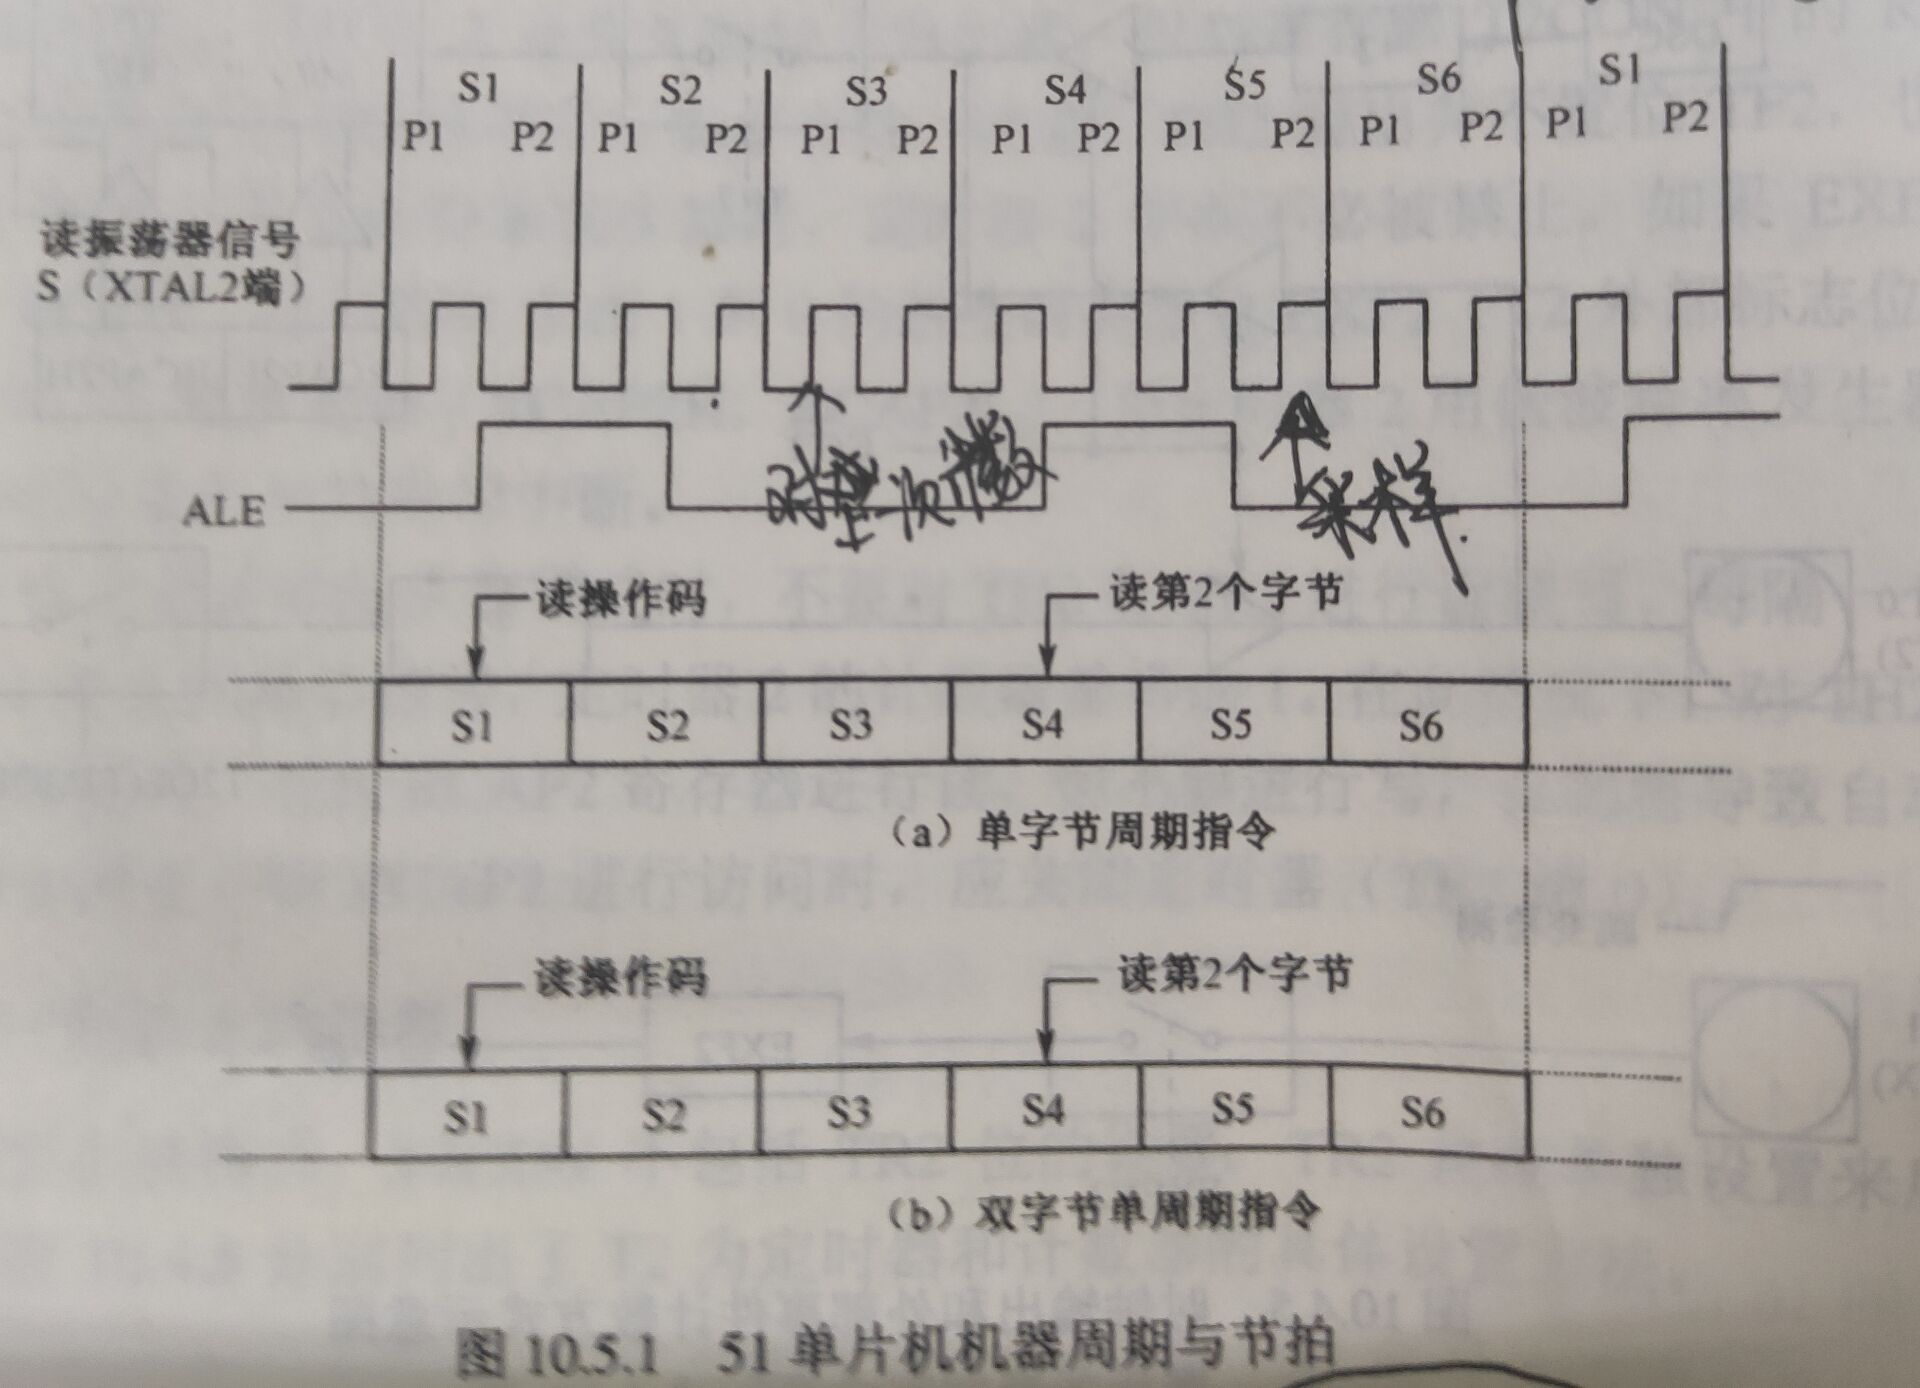 S1 S2 S3 S4 S5 S6 S1
P1 P2 P1 P2 P1 P2 P1 P2 P1 P2 P1 P2 P1 P2
读振荡器信号
S（XTAL2端）
ALE
采样
读操作码 读第2个字节
S1 S2 S3 S4 S5 S6
（a）单字节周期指令
读操作码 读第2个字节
S1 S2 S3 S4 S5 S6
（b）双字节单周期指令
图 10.5.1 51 单片机机器周期与节拍